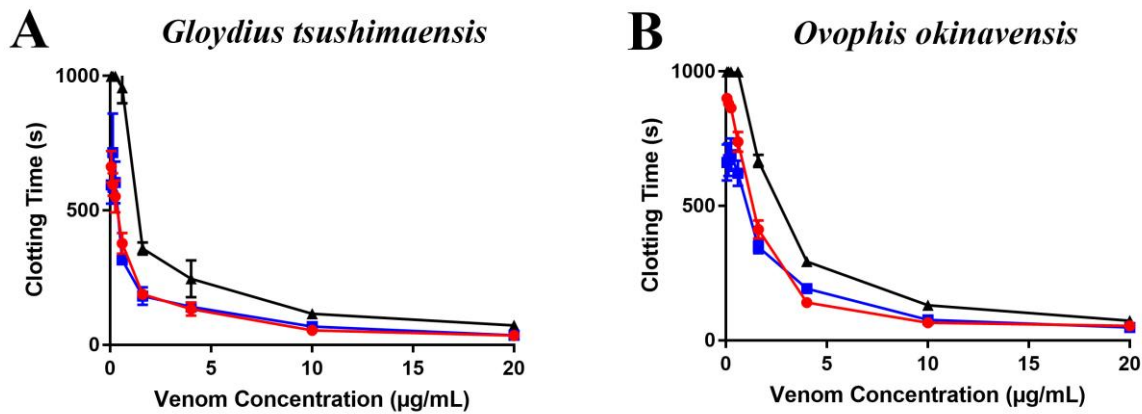 A
Gloydius tsushimaensis
1000
500
0
Clotting Time (s)
0 5 10 15 20
Venom Concentration (µg/mL)
B
Ovophis okinavensis
1000
500
0
Clotting Time (s)
0 5 10 15 20
Venom Concentration (µg/mL)